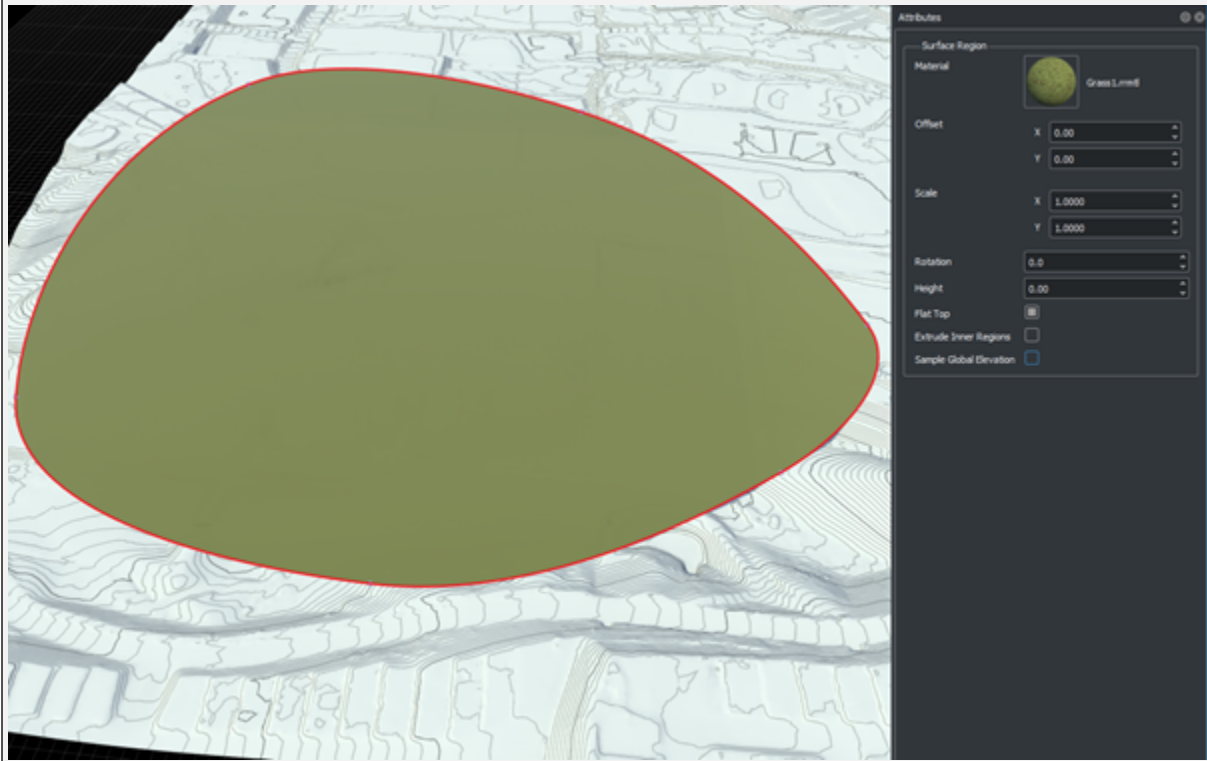 Attributes
Surface Region
Material
Grass1.rrmtl
Offset
X 0.00
Y 0.00
Scale
X 1.0000
Y 1.0000
Rotation 0.0
Height 0.00
Flat Top
Extrude Inner Regions
Sample Global Elevation